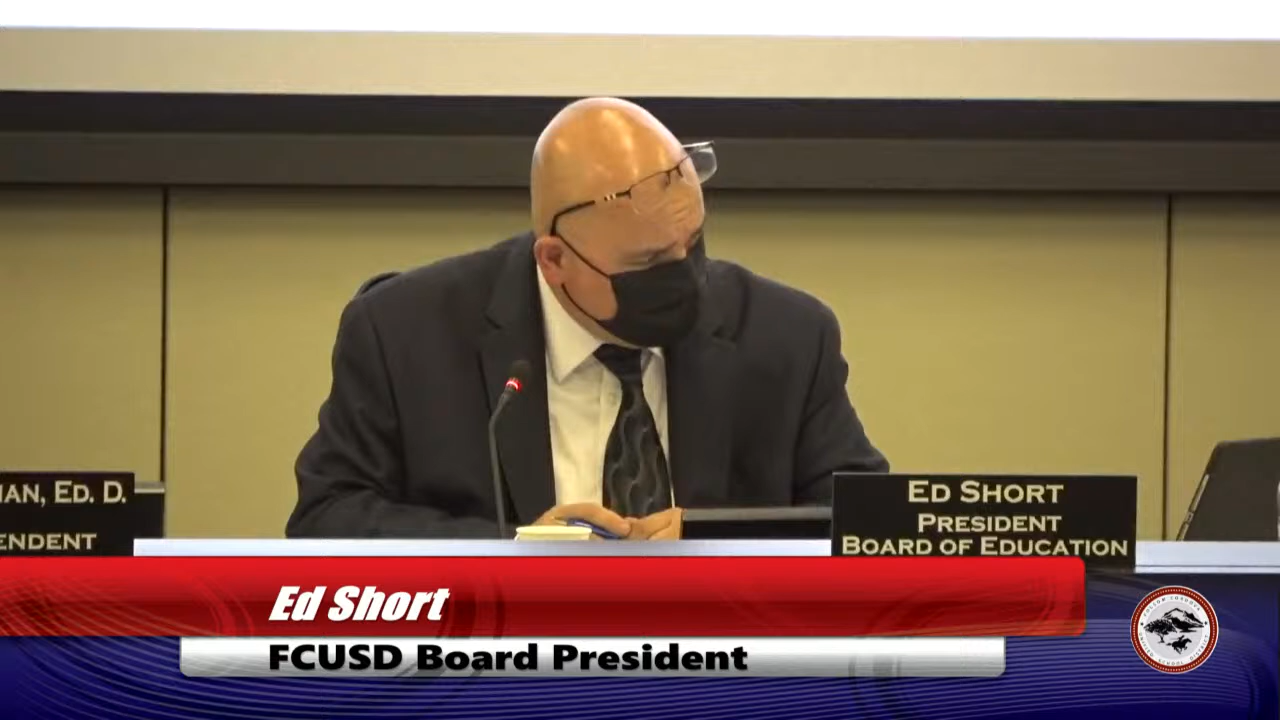 IAN, ED. D.
ENDENT
ED SHORT
PRESIDENT
BOARD OF EDUCATION
Ed Short
FCUSD Board President